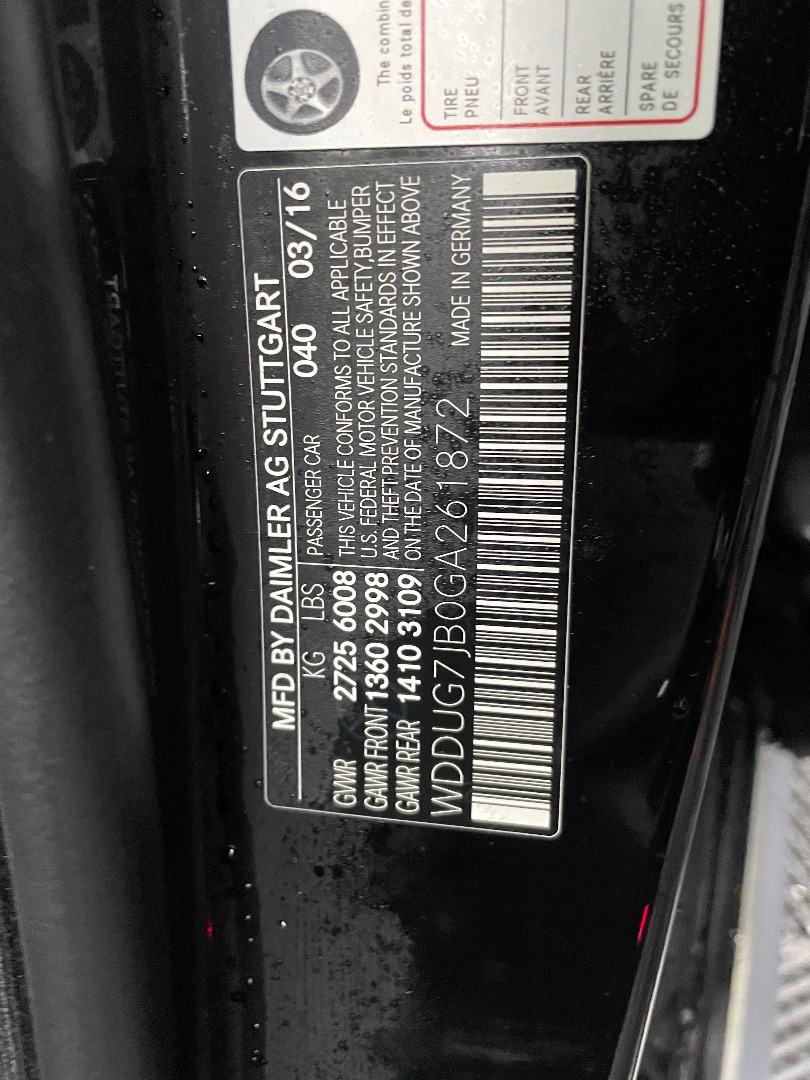 MFD BY DAIMLER AG STUTTGART
KG LBS PASSENGER CAR 040 03/16
GVWR 2725 6008 THIS VEHICLE CONFORMS TO ALL APPLICABLE
GAWR FRONT 1360 2998 U.S. FEDERAL MOTOR VEHICLE SAFETY,BUMPER
GAWR REAR 1410 3109 AND THEFT PREVENTION STANDARDS IN EFFECT
ON THE DATE OF MANUFACTURE SHOWN ABOVE
WDDUG7JB0GA261872 MADE IN GERMANY
The combin
Le poids total de
TIRE
PNEU
FRONT
AVANT
REAR
ARRIÈRE
SPARE
DE SECOURS